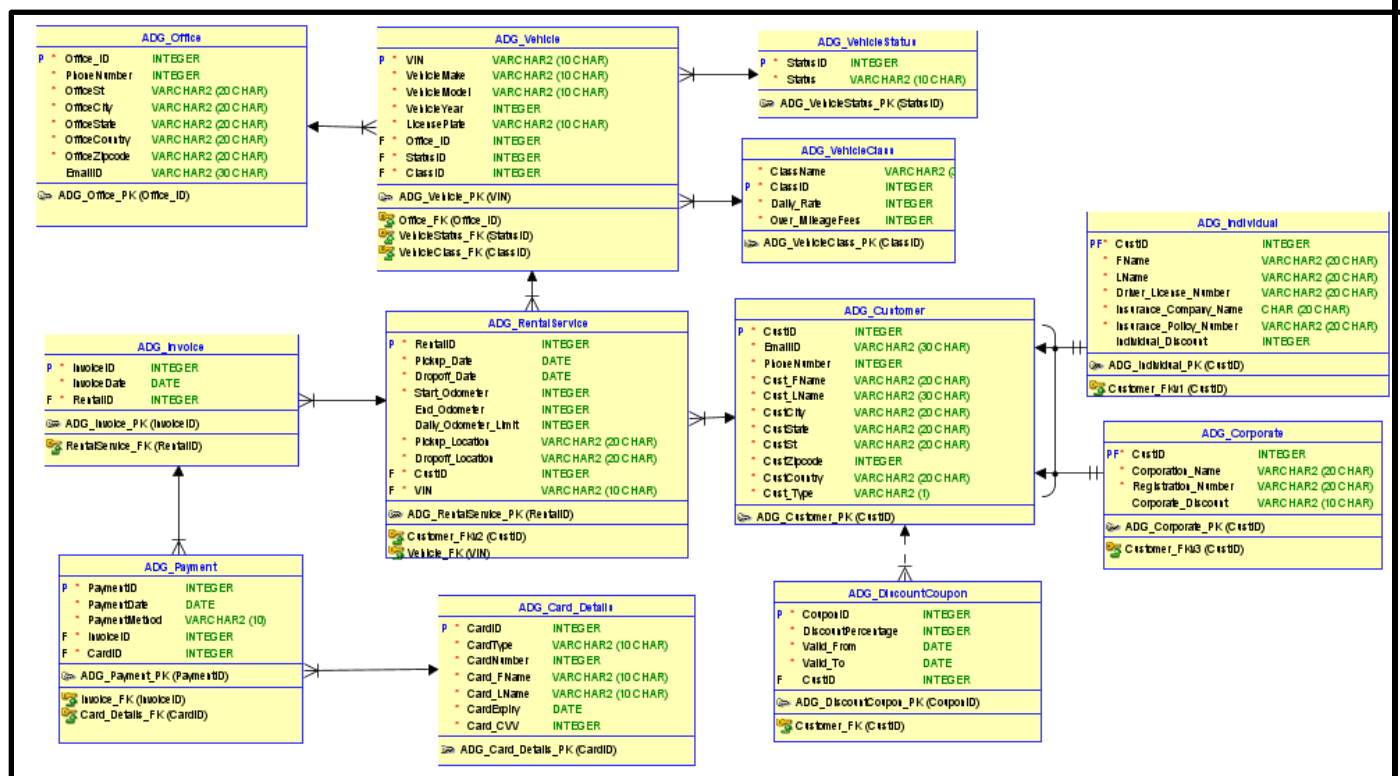 ADG_Office
P * Office_ID INTEGER
* PhoneNumber INTEGER
* OfficeSt VARCHAR2 (20 CHAR)
* OfficeCity VARCHAR2 (20 CHAR)
* OfficeState VARCHAR2 (20 CHAR)
* OfficeCountry VARCHAR2 (20 CHAR)
* OfficeZipcode VARCHAR2 (20 CHAR)
EmailID VARCHAR2 (30 CHAR)
ADG_Office_PK (Office_ID)
ADG_Vehicle
P * VIN VARCHAR2 (10 CHAR)
* VehicleMake VARCHAR2 (10 CHAR)
* VehicleModel VARCHAR2 (10 CHAR)
* VehicleYear INTEGER
* LicensePlate VARCHAR2 (10 CHAR)
F * Office_ID INTEGER
F * StatusID INTEGER
F * ClassID INTEGER
ADG_Vehicle_PK (VIN)
Office_FK (Office_ID)
VehicleStatus_FK (StatusID)
VehicleClass_FK (ClassID)
ADG_VehicleStatus
P * StatusID INTEGER
* Status VARCHAR2 (10 CHAR)
ADG_VehicleStatus_PK (StatusID)
ADG_VehicleClass
* ClassName VARCHAR2 (
P * ClassID INTEGER
* Daily_Rate INTEGER
* Over_MileageFees INTEGER
ADG_VehicleClass_PK (ClassID)
ADG_Individual
PF* CustID INTEGER
* FName VARCHAR2 (20 CHAR)
* LName VARCHAR2 (20 CHAR)
* Driver_License_Number VARCHAR2 (20 CHAR)
* Insurance_Company_Name CHAR (20 CHAR)
* Insurance_Policy_Number VARCHAR2 (20 CHAR)
Individual_Discount INTEGER
ADG_Individual_PK (CustID)
Customer_FKv1 (CustID)
ADG_Invoice
P * InvoiceID INTEGER
* InvoiceDate DATE
F * RentalID INTEGER
ADG_Invoice_PK (InvoiceID)
RentalService_FK (RentalID)
ADG_RentalService
P * RentalID INTEGER
* Pickup_Date DATE
* Dropoff_Date DATE
* Start_Odometer INTEGER
* End_Odometer INTEGER
Daily_Odometer_Limit INTEGER
* Pickup_Location VARCHAR2 (20 CHAR)
* Dropoff_Location VARCHAR2 (20 CHAR)
F * CustID INTEGER
F * VIN VARCHAR2 (10 CHAR)
ADG_RentalService_PK (RentalID)
Customer_FKv2 (CustID)
Vehicle_FK (VIN)
ADG_Customer
P * CustID INTEGER
* EmailID VARCHAR2 (30 CHAR)
* PhoneNumber INTEGER
* Cust_FName VARCHAR2 (20 CHAR)
* Cust_LName VARCHAR2 (30 CHAR)
* CustCity VARCHAR2 (20 CHAR)
* CustState VARCHAR2 (20 CHAR)
* CustSt VARCHAR2 (20 CHAR)
* CustZipcode INTEGER
* CustCountry VARCHAR2 (20 CHAR)
* Cust_Type VARCHAR2 (1)
ADG_Customer_PK (CustID)
ADG_Corporate
PF* CustID INTEGER
* Corporation_Name VARCHAR2 (20 CHAR)
* Registration_Number VARCHAR2 (20 CHAR)
Corporate_Discount VARCHAR2 (10 CHAR)
ADG_Corporate_PK (CustID)
Customer_FKv3 (CustID)
ADG_Payment
P * PaymentID INTEGER
* PaymentDate DATE
* PaymentMethod VARCHAR2 (10)
F * InvoiceID INTEGER
F * CardID INTEGER
ADG_Payment_PK (PaymentID)
Invoice_FK (InvoiceID)
Card_Details_FK (CardID)
ADG_Card_Details
P * CardID INTEGER
* CardType VARCHAR2 (10 CHAR)
* CardNumber INTEGER
* Card_FName VARCHAR2 (10 CHAR)
* Card_LName VARCHAR2 (10 CHAR)
* CardExpiry DATE
* Card_CVV INTEGER
ADG_Card_Details_PK (CardID)
ADG_DiscountCoupon
P * CouponID INTEGER
* DiscountPercentage INTEGER
* Valid_From DATE
* Valid_To DATE
F CustID INTEGER
ADG_DiscountCoupon_PK (CouponID)
Customer_FK (CustID)